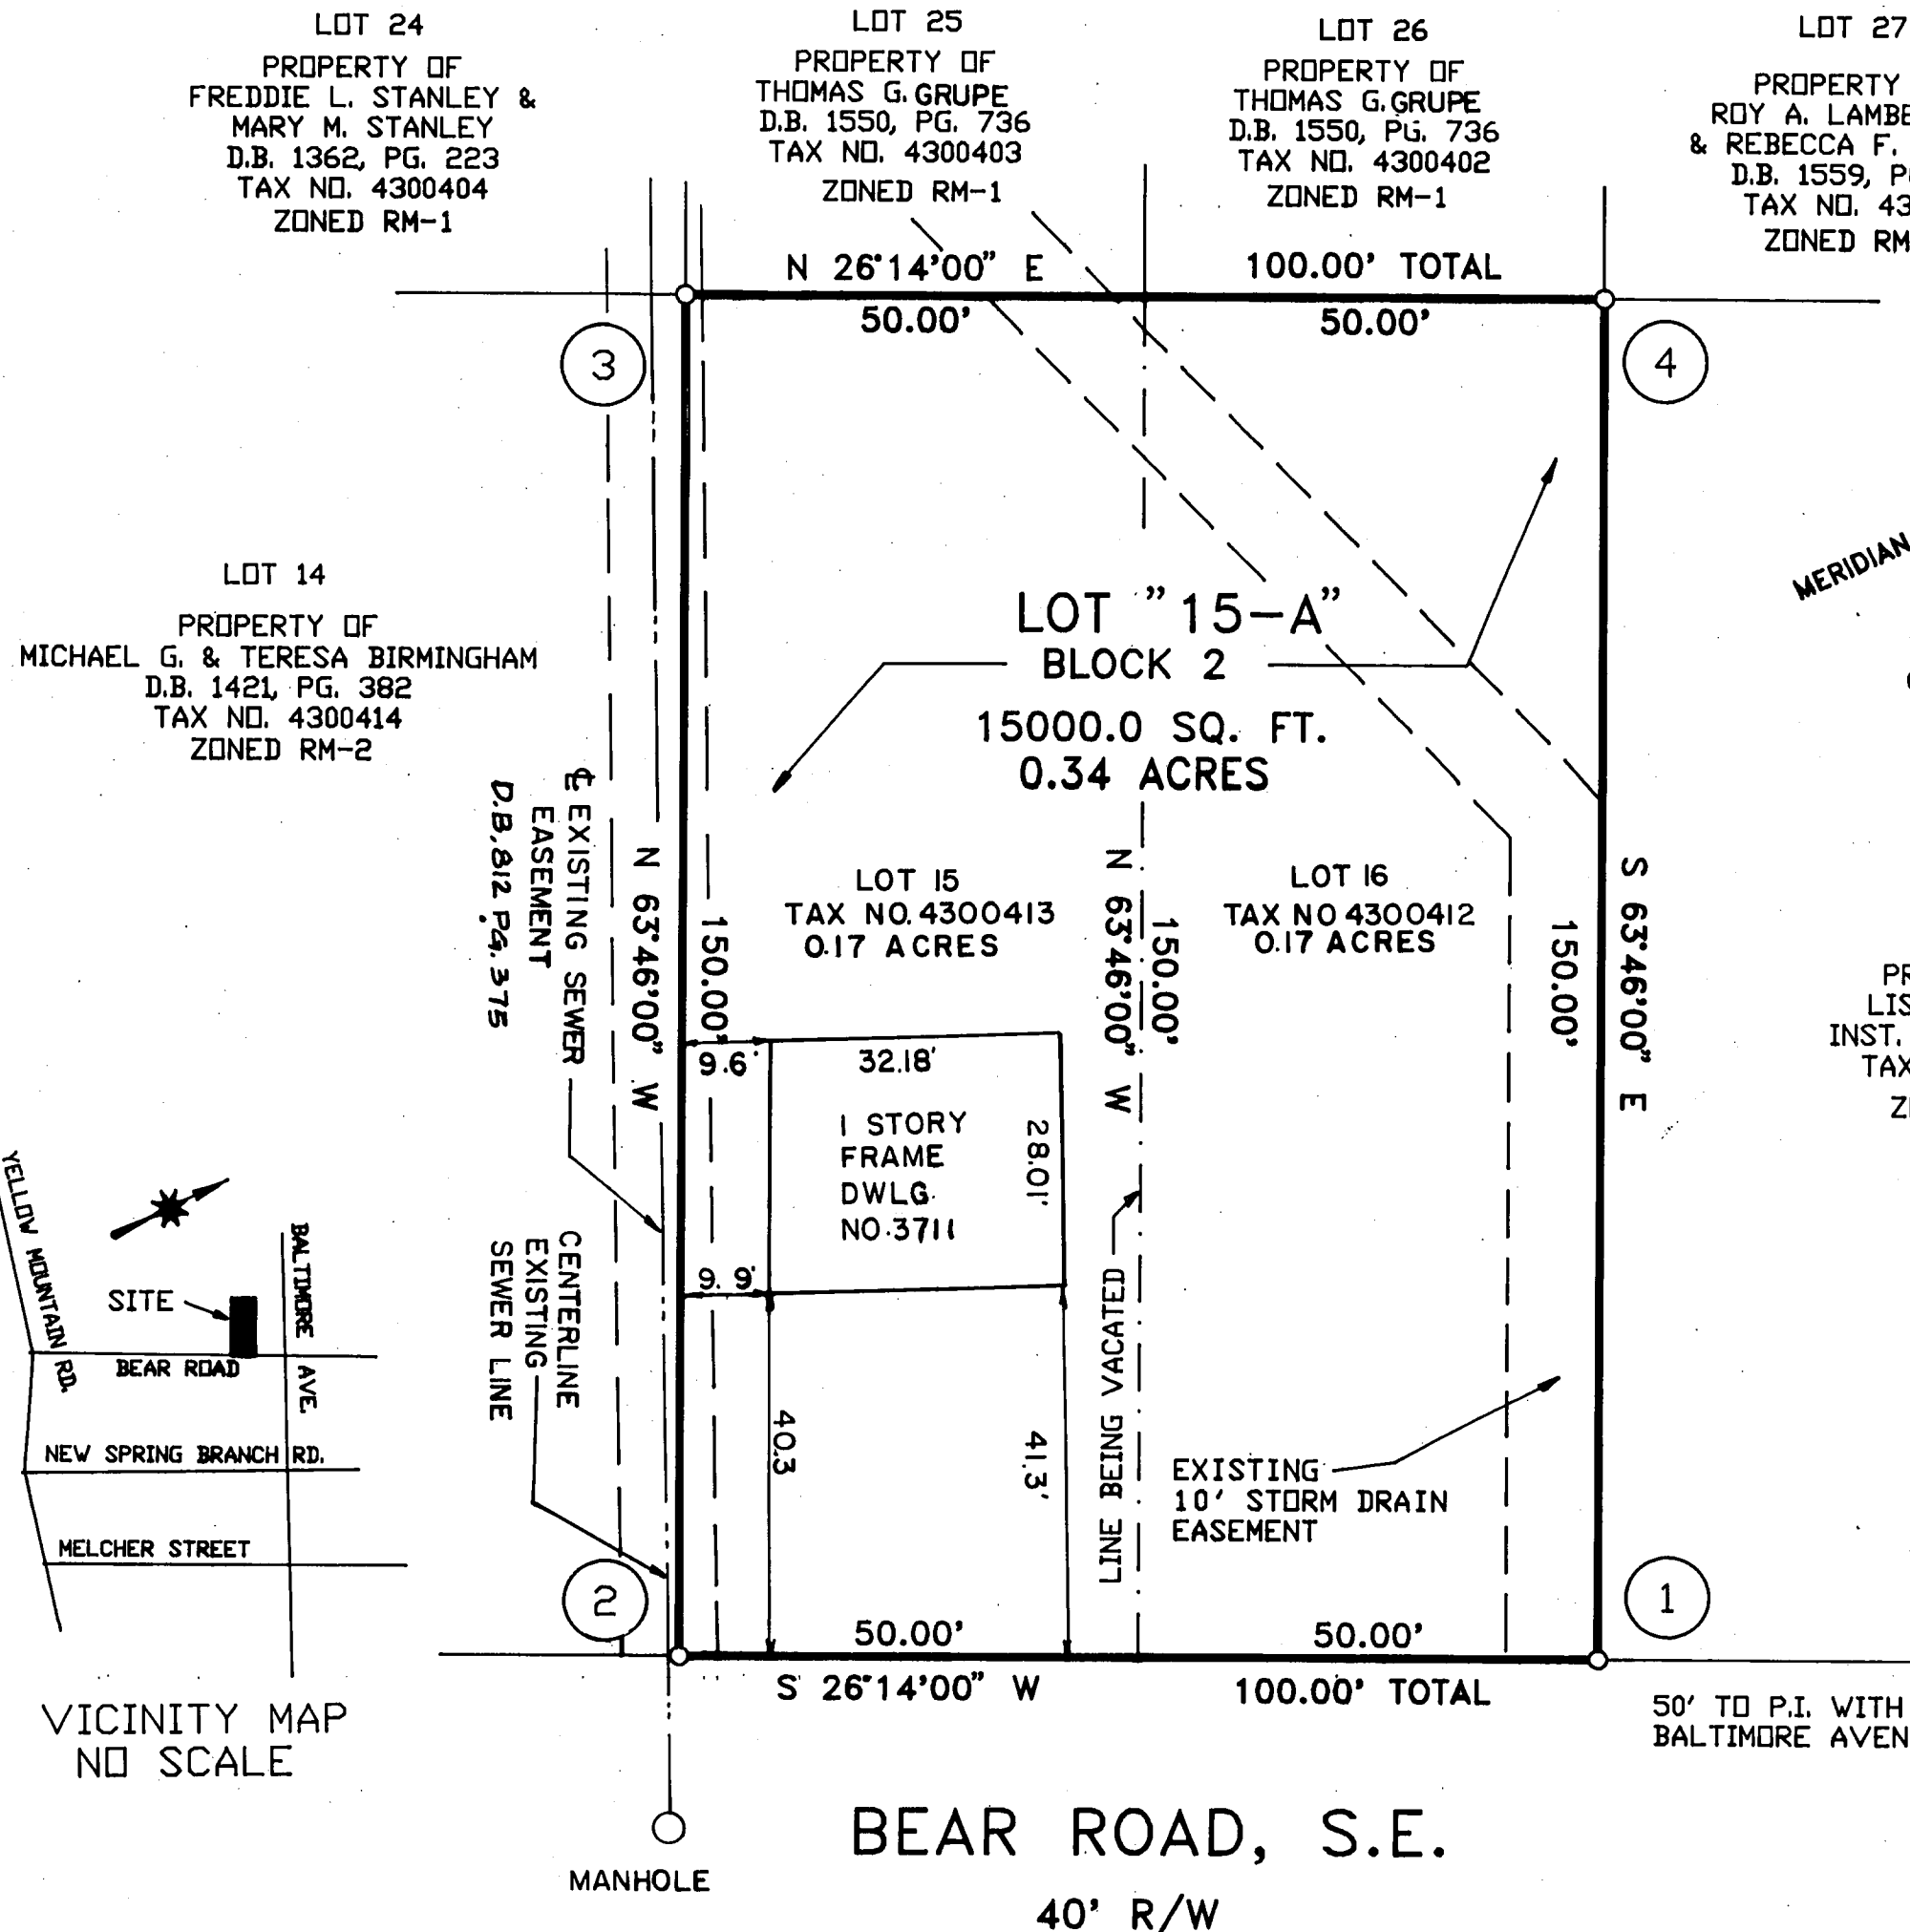 LOT 24
PROPERTY OF
FREDDIE L. STANLEY &
MARY M. STANLEY
D.B. 1362, PG. 223
TAX NO. 4300404
ZONED RM-1
LOT 25
PROPERTY OF
THOMAS G. GRUPE
D.B. 1550, PG. 736
TAX NO. 4300403
ZONED RM-1
LOT 26
PROPERTY OF
THOMAS G. GRUPE
D.B. 1550, PG. 736
TAX NO. 4300402
ZONED RM-1
LOT 27
PROPERTY
ROY A.
& REBECCA F.
D.B. 1559,
TAX NO.
ZONED
N 26°14'00" E
100.00' TOTAL
50.00'
50.00'
3
4
LOT 14
PROPERTY OF
MICHAEL G. & TERESA BIRMINGHAM
D.B. 1421, PG. 382
TAX NO. 4300414
ZONED RM-2
MERIDIAN
LOT "15-A"
BLOCK 2
15000.0 SQ. FT.
0.34 ACRES
℄ EXISTING SEWER
EASEMENT
D.B. 812 PG. 375
N 63°46'00" W
150.00'
LOT 15
TAX NO. 4300413
0.17 ACRES
N 63°46'00" W
150.00'
LOT 16
TAX NO 4300412
0.17 ACRES
150.00'
S 63°46'00" E
INST.
9.6'
32.18'
1 STORY
FRAME
DWLG.
NO. 3711
28.01'
9.9'
40.3
41.3'
LINE BEING VACATED
CENTERLINE
EXISTING
SEWER LINE
EXISTING
10' STORM DRAIN
EASEMENT
YELLOW MOUNTAIN RD.
SITE
BALTIMORE AVE.
BEAR ROAD
NEW SPRING BRANCH RD.
MELCHER STREET
VICINITY MAP
NO SCALE
2
1
50.00'
50.00'
S 26°14'00" W
100.00' TOTAL
50' TO P.I. WITH
BALTIMORE
MANHOLE
BEAR ROAD, S.E.
40' R/W